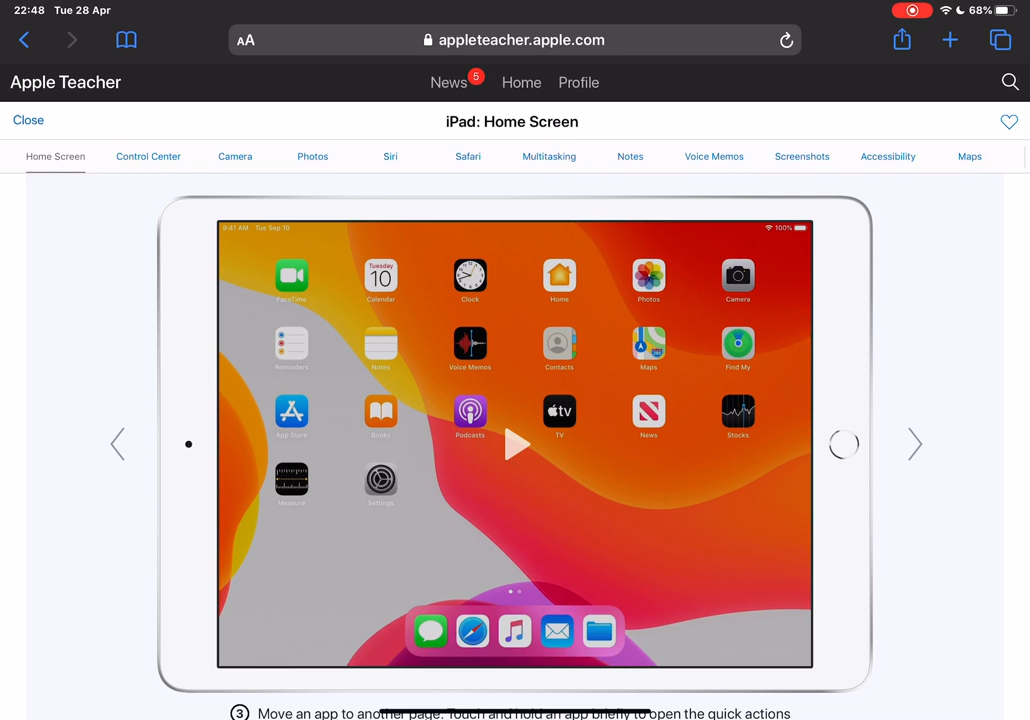 22:48 Tue 28 Apr 68%
AA appleteacher.apple.com
Apple Teacher News 5 Home Profile
Close iPad: Home Screen
Home Screen Control Center Camera Photos Siri Safari Multitasking Notes Voice Memos Screenshots Accessibility Maps
9:41 AM Tue Sep 10 100%
Tuesday
10
FaceTime Calendar Clock Home Photos Camera
Reminders Notes Voice Memos Contacts Maps Find My
tv
App Store Books Podcasts TV News Stocks
Measure Settings
3 Move an app to another page. Touch and hold an app briefly to open the quick actions